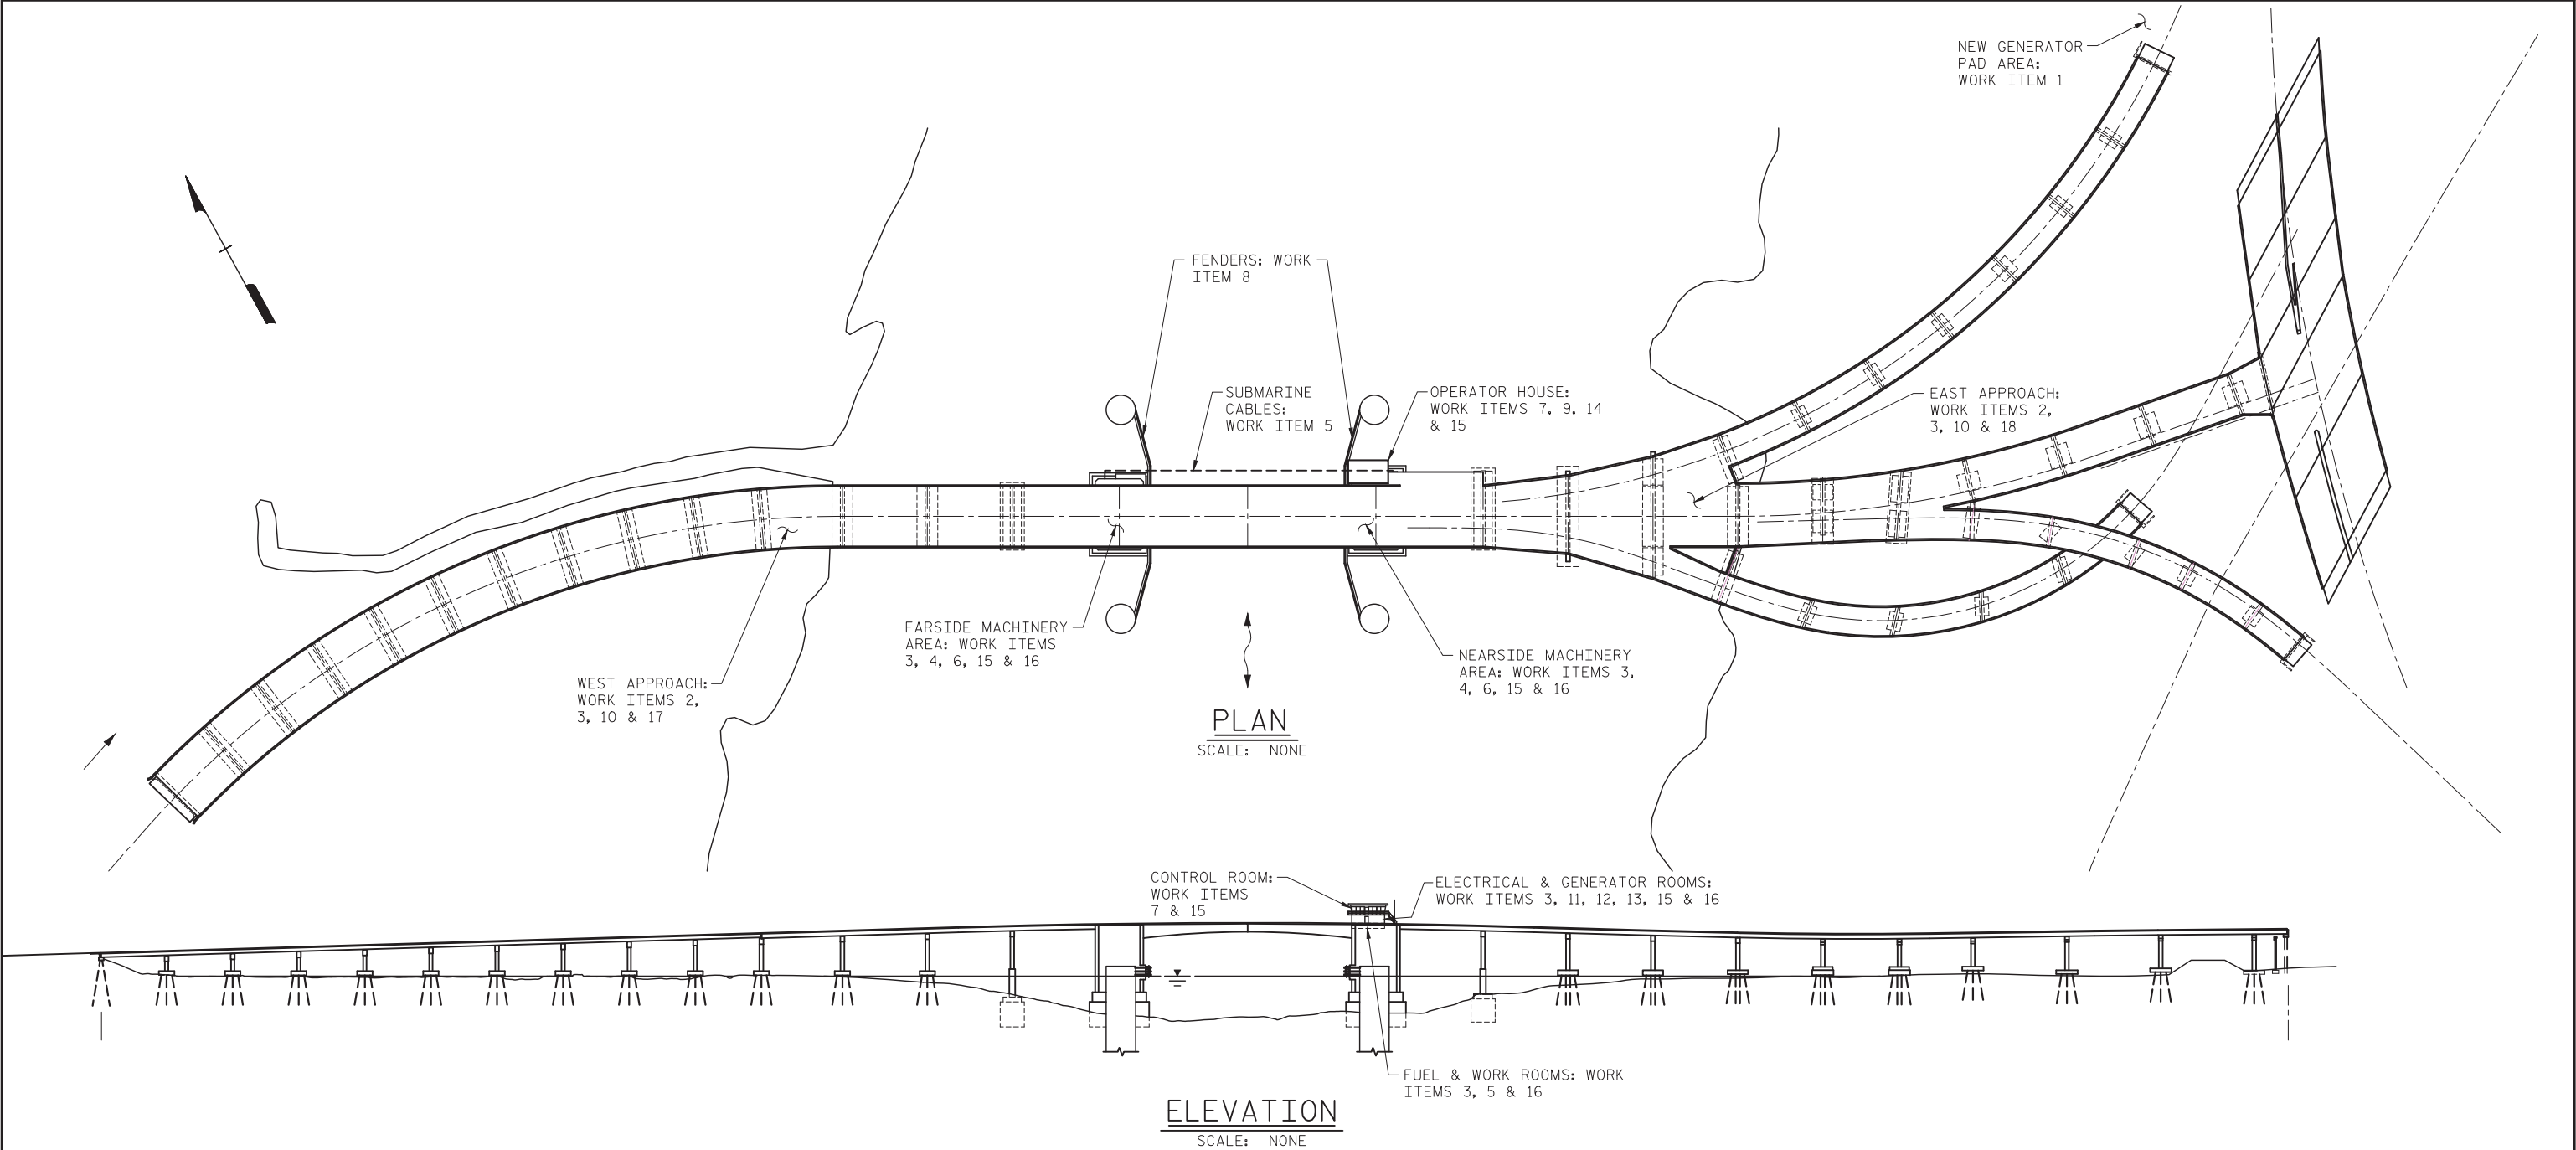 NEW GENERATOR
PAD AREA:
WORK ITEM 1
FENDERS: WORK
ITEM 8
SUBMARINE
CABLES:
WORK ITEM 5
OPERATOR HOUSE:
WORK ITEMS 7, 9, 14
& 15
EAST APPROACH:
WORK ITEMS 2,
3, 10 & 18
FARSIDE MACHINERY
AREA: WORK ITEMS
3, 4, 6, 15 & 16
NEARSIDE MACHINERY
AREA: WORK ITEMS 3,
4, 6, 15 & 16
WEST APPROACH:
WORK ITEMS 2,
3, 10 & 17
PLAN
SCALE: NONE
CONTROL ROOM:
WORK ITEMS
7 & 15
ELECTRICAL & GENERATOR ROOMS:
WORK ITEMS 3, 11, 12, 13, 15 & 16
FUEL & WORK ROOMS: WORK
ITEMS 3, 5 & 16
ELEVATION
SCALE: NONE